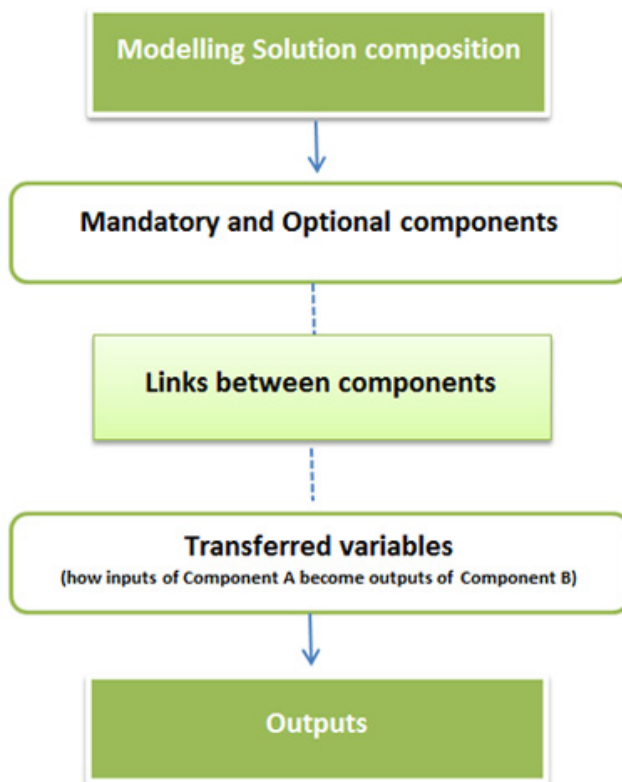 Modelling Solution composition
Mandatory and Optional components
Links between components
Transferred variables
(how inputs of Component A become outputs of Component B)
Outputs